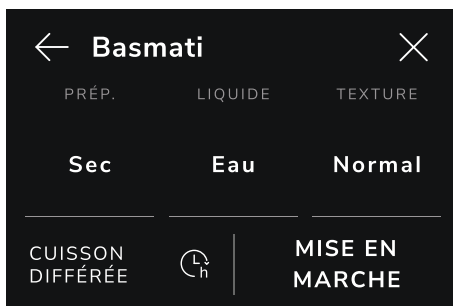 Basmati
PRÉP. LIQUIDE TEXTURE
Sec Eau Normal
CUISSON
DIFFÉRÉE
h
MISE EN
MARCHE